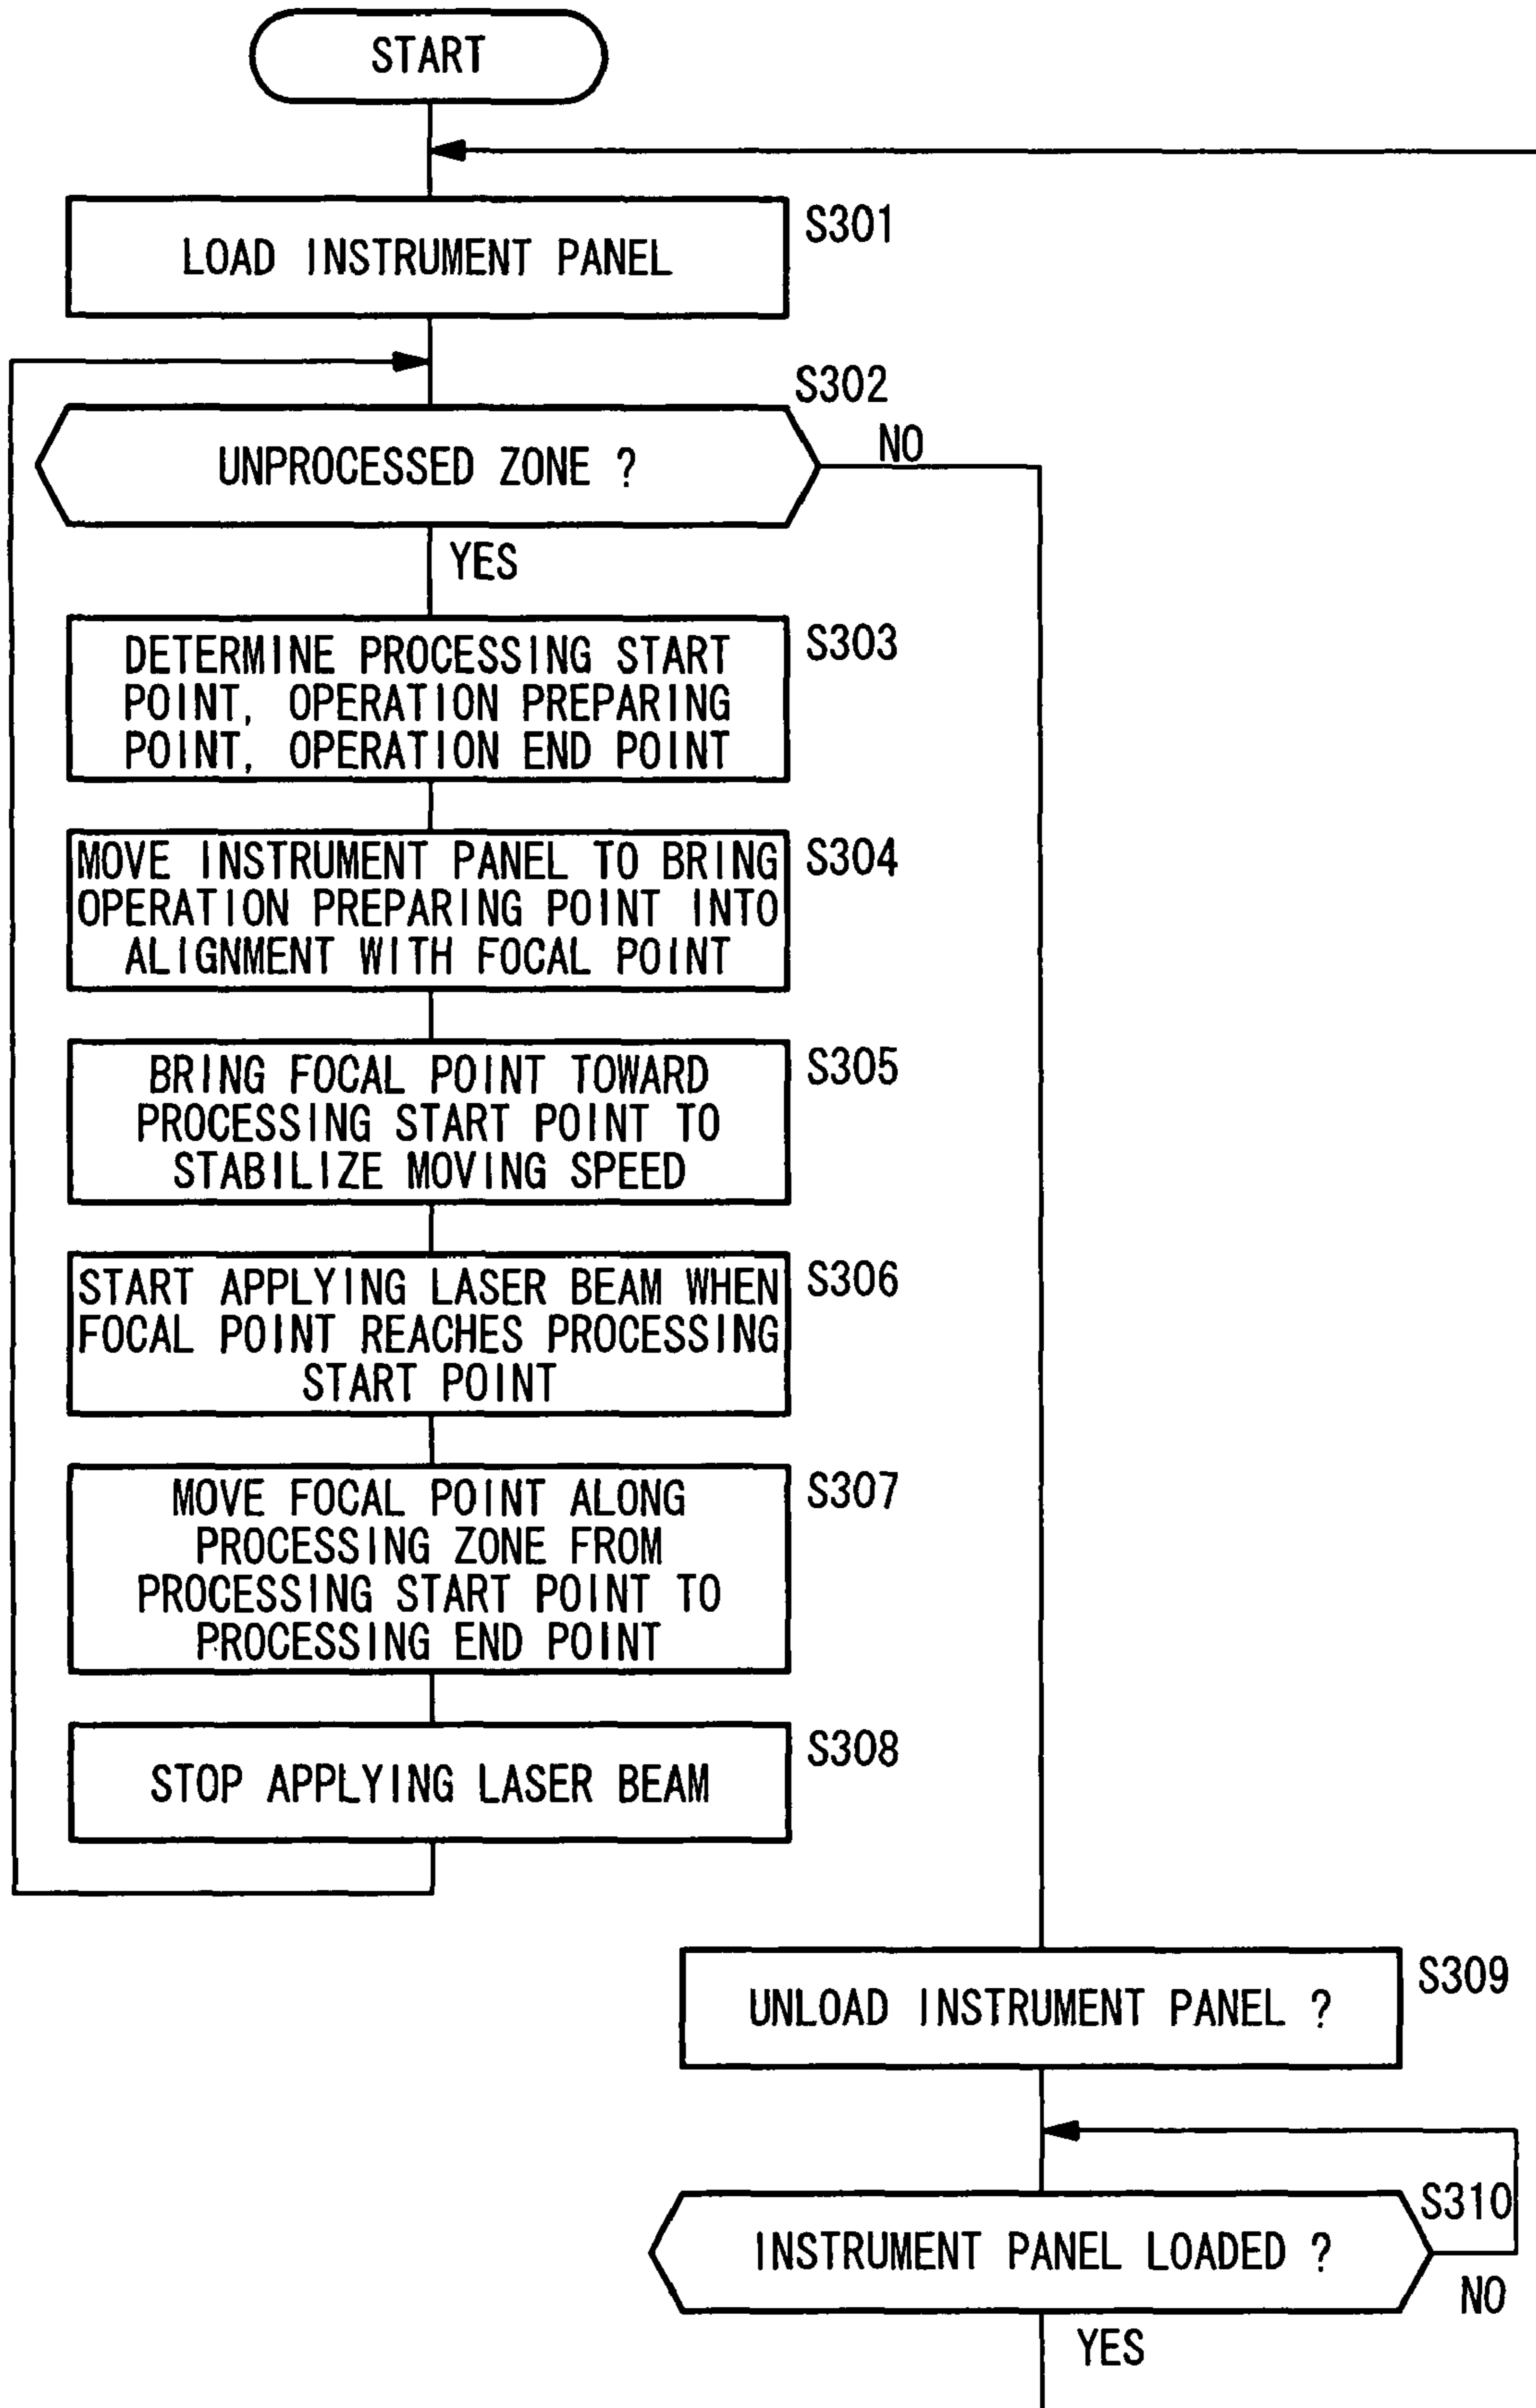 START
S301
LOAD INSTRUMENT PANEL
S302
UNPROCESSED ZONE ?
NO
YES
S303
DETERMINE PROCESSING START
POINT, OPERATION PREPARING
POINT, OPERATION END POINT
S304
MOVE INSTRUMENT PANEL TO BRING
OPERATION PREPARING POINT INTO
ALIGNMENT WITH FOCAL POINT
S305
BRING FOCAL POINT TOWARD
PROCESSING START POINT TO
STABILIZE MOVING SPEED
S306
START APPLYING LASER BEAM WHEN
FOCAL POINT REACHES PROCESSING
START POINT
S307
MOVE FOCAL POINT ALONG
PROCESSING ZONE FROM
PROCESSING START POINT TO
PROCESSING END POINT
S308
STOP APPLYING LASER BEAM
S309
UNLOAD INSTRUMENT PANEL ?
S310
INSTRUMENT PANEL LOADED ?
NO
YES